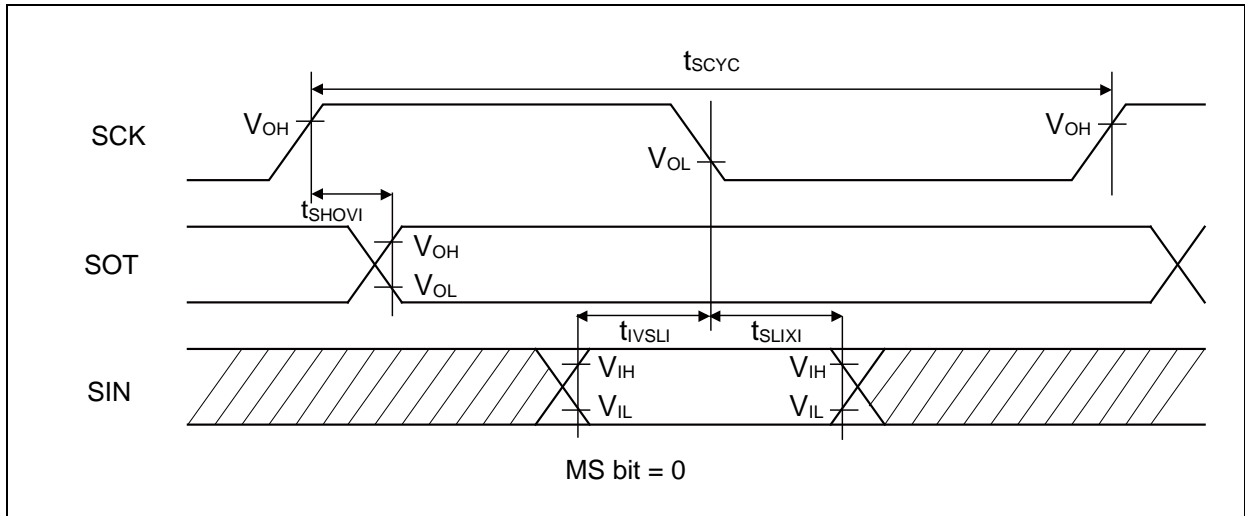 tSCYC
SCK
VOH
VOL
VOH
tSHOVI
SOT
VOH
VOL
tIVSLI
tSLIXI
SIN
VIH
VIH
VIL
VIL
MS bit = 0